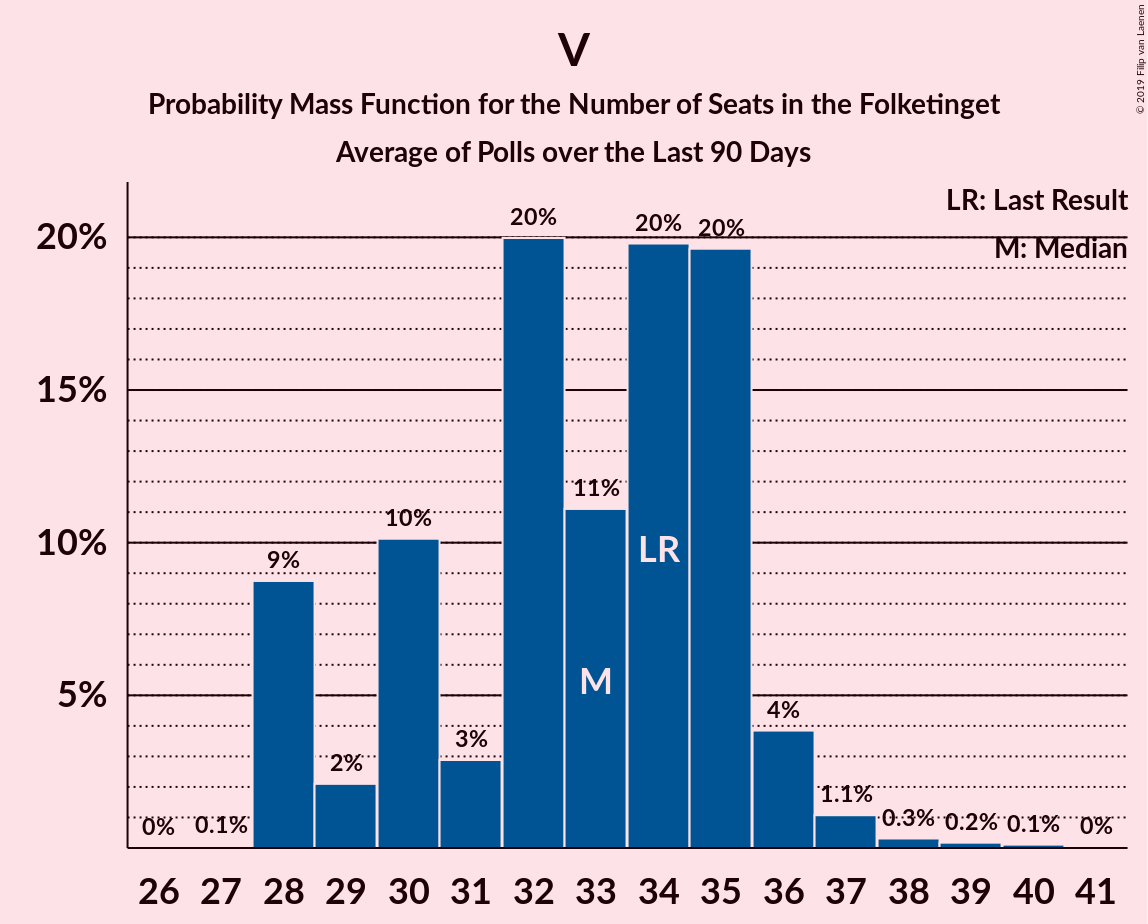 V
Probability Mass Function for the Number of Seats in the Folketinget
Average of Polls over the Last 90 Days
© 2019 Filip van Laenen
LR: Last Result
M: Median
20%
15%
10%
5%
0% 0.1% 9% 2% 10% 3% 20% 11% 20% 20% 4% 1.1% 0.3% 0.2% 0.1% 0%
LR
M
26 27 28 29 30 31 32 33 34 35 36 37 38 39 40 41